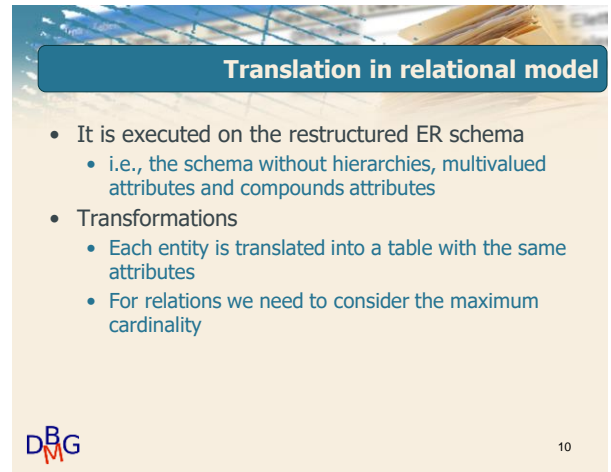 Translation in relational model
• It is executed on the restructured ER schema
• i.e., the schema without hierarchies, multivalued
attributes and compounds attributes
• Transformations
• Each entity is translated into a table with the same
attributes
• For relations we need to consider the maximum
cardinality
DBMG
10